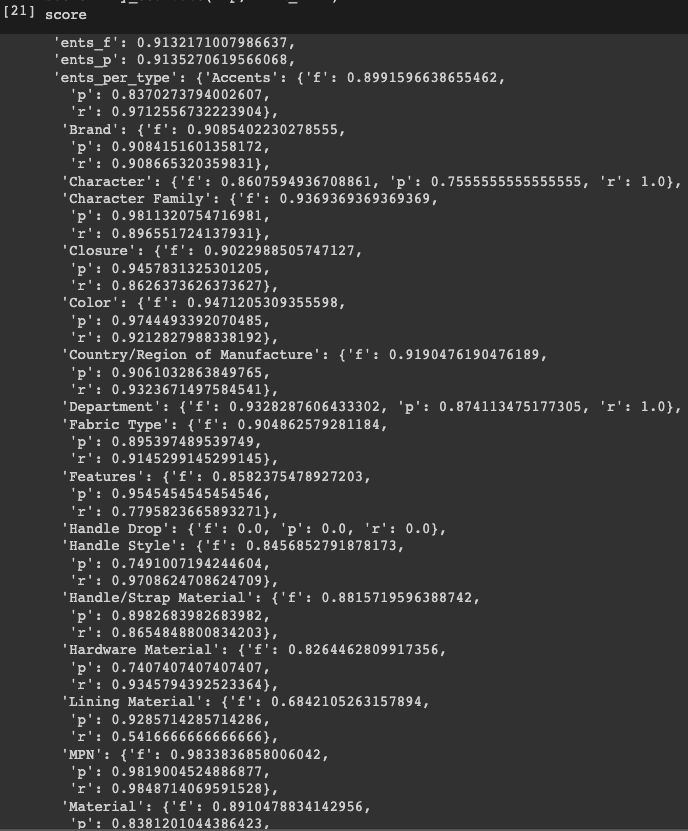 [21] score
'ents_f': 0.9132171007986637,
'ents_p': 0.9135270619566068,
'ents_per_type': {'Accents': {'f': 0.8991596638655462,
'p': 0.8370273794002607,
'r': 0.9712556732223904},
'Brand': {'f': 0.9085402230278555,
'p': 0.9084151601358172,
'r': 0.908665320359831},
'Character': {'f': 0.8607594936708861, 'p': 0.7555555555555555, 'r': 1.0},
'Character Family': {'f': 0.9369369369369369,
'p': 0.9811320754716981,
'r': 0.896551724137931},
'Closure': {'f': 0.9022988505747127,
'p': 0.9457831325301205,
'r': 0.8626373626373627},
'Color': {'f': 0.9471205309355598,
'p': 0.9744493392070485,
'r': 0.9212827988338192},
'Country/Region of Manufacture': {'f': 0.9190476190476189,
'p': 0.9061032863849765,
'r': 0.9323671497584541},
'Department': {'f': 0.9328287606433302, 'p': 0.874113475177305, 'r': 1.0},
'Fabric Type': {'f': 0.904862579281184,
'p': 0.895397489539749,
'r': 0.9145299145299145},
'Features': {'f': 0.8582375478927203,
'p': 0.9545454545454546,
'r': 0.7795823665893271},
'Handle Drop': {'f': 0.0, 'p': 0.0, 'r': 0.0},
'Handle Style': {'f': 0.8456852791878173,
'p': 0.7491007194244604,
'r': 0.9708624708624709},
'Handle/Strap Material': {'f': 0.8815719596388742,
'p': 0.8982683982683982,
'r': 0.8654848800834203},
'Hardware Material': {'f': 0.8264462809917356,
'p': 0.7407407407407407,
'r': 0.9345794392523364},
'Lining Material': {'f': 0.6842105263157894,
'p': 0.9285714285714286,
'r': 0.5416666666666666},
'MPN': {'f': 0.9833836858006042,
'p': 0.9819004524886877,
'r': 0.9848714069591528},
'Material': {'f': 0.8910478834142956,
'p': 0.8381201044386423,